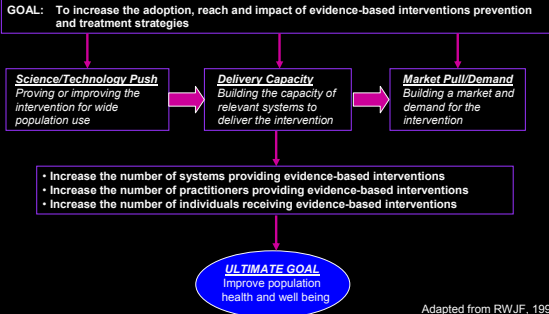 GOAL: To increase the adoption, reach and impact of evidence-based interventions prevention
and treatment strategies
Science/Technology Push
Proving or improving the
intervention for wide
population use
Delivery Capacity
Building the capacity of
relevant systems to
deliver the intervention
Market Pull/Demand
Building a market and
demand for the
intervention
• Increase the number of systems providing evidence-based interventions
• Increase the number of practitioners providing evidence-based interventions
• Increase the number of individuals receiving evidence-based interventions
ULTIMATE GOAL
Improve population
health and well being
Adapted from RWJF,